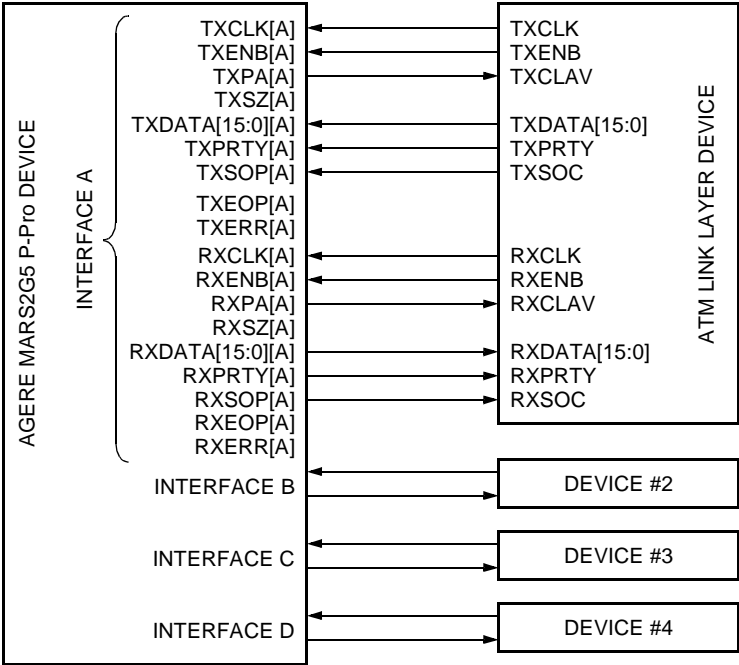 AGERE MARS2G5 P-Pro DEVICE
INTERFACE A
TXCLK[A]
TXENB[A]
TXPA[A]
TXSZ[A]
TXDATA[15:0][A]
TXPRTY[A]
TXSOP[A]
TXEOP[A]
TXERR[A]
RXCLK[A]
RXENB[A]
RXPA[A]
RXSZ[A]
RXDATA[15:0][A]
RXPRTY[A]
RXSOP[A]
RXEOP[A]
RXERR[A]
INTERFACE B
INTERFACE C
INTERFACE D
TXCLK
TXENB
TXCLAV
TXDATA[15:0]
TXPRTY
TXSOC
RXCLK
RXENB
RXCLAV
RXDATA[15:0]
RXPRTY
RXSOC
ATM LINK LAYER DEVICE
DEVICE #2
DEVICE #3
DEVICE #4